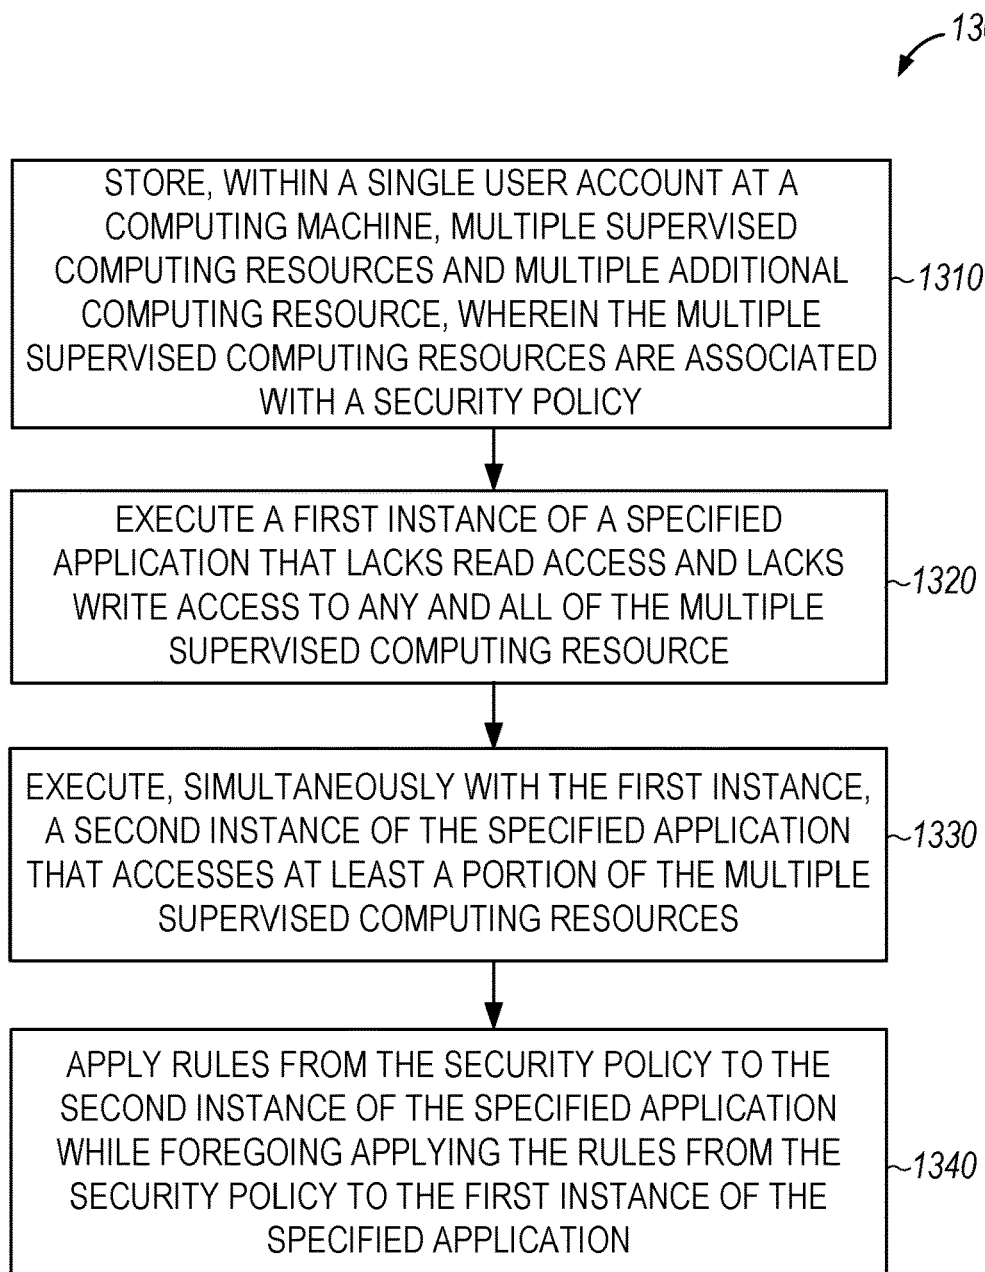 STORE, WITHIN A SINGLE USER ACCOUNT AT A
COMPUTING MACHINE, MULTIPLE SUPERVISED
COMPUTING RESOURCES AND MULTIPLE ADDITIONAL
COMPUTING RESOURCE, WHEREIN THE MULTIPLE
SUPERVISED COMPUTING RESOURCES ARE ASSOCIATED
WITH A SECURITY POLICY
1310
EXECUTE A FIRST INSTANCE OF A SPECIFIED
APPLICATION THAT LACKS READ ACCESS AND LACKS
WRITE ACCESS TO ANY AND ALL OF THE MULTIPLE
SUPERVISED COMPUTING RESOURCE
1320
EXECUTE, SIMULTANEOUSLY WITH THE FIRST INSTANCE,
A SECOND INSTANCE OF THE SPECIFIED APPLICATION
THAT ACCESSES AT LEAST A PORTION OF THE MULTIPLE
SUPERVISED COMPUTING RESOURCES
1330
APPLY RULES FROM THE SECURITY POLICY TO THE
SECOND INSTANCE OF THE SPECIFIED APPLICATION
WHILE FOREGOING APPLYING THE RULES FROM THE
SECURITY POLICY TO THE FIRST INSTANCE OF THE
SPECIFIED APPLICATION
1340